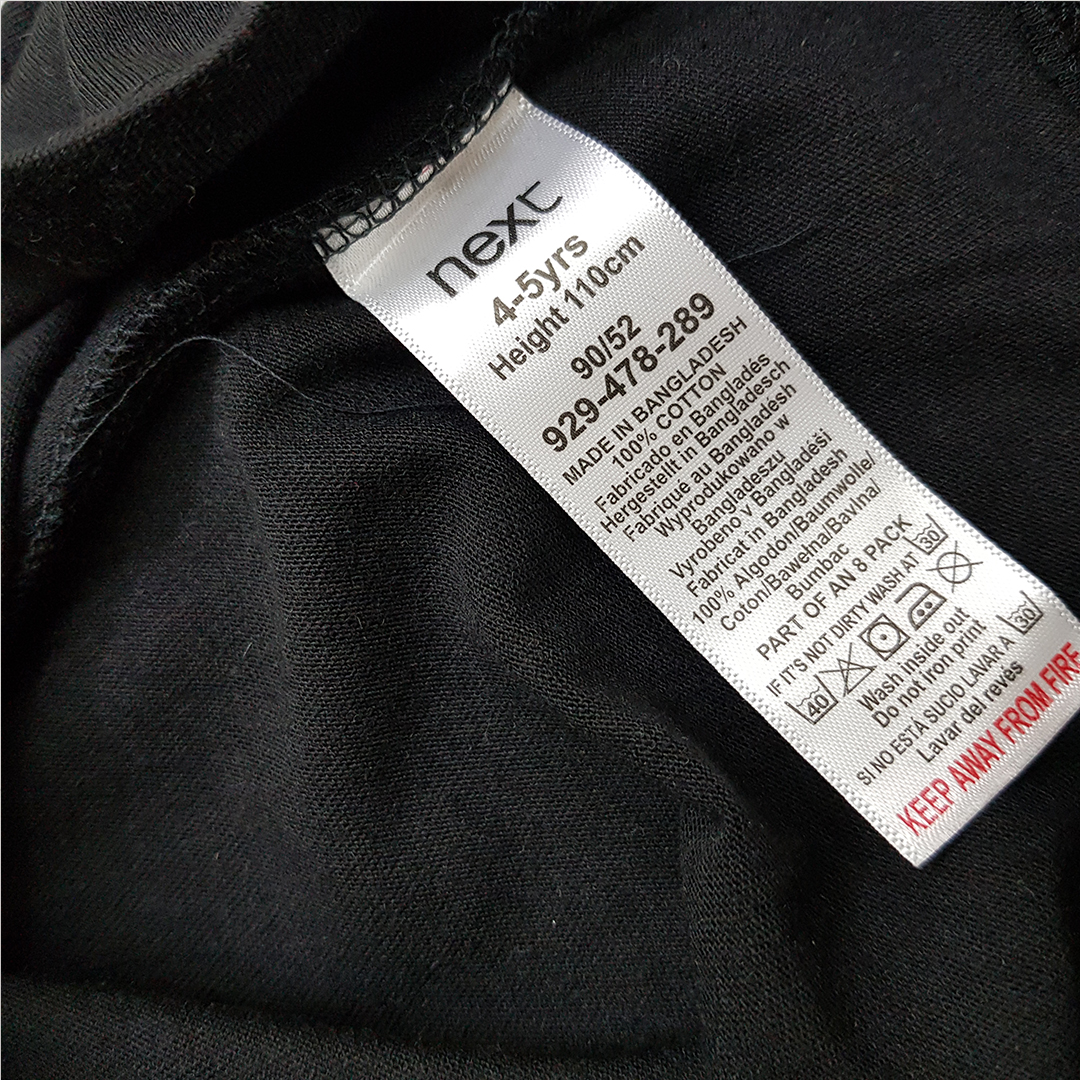 next
4-5yrs
Height 110cm
90/52
929-478-289
MADE IN BANGLADESH
100% COTTON
Fabricado en Bangladés
Hergestellt in Bangladesch
Fabriqué au Bangladesh
Wyprodukowano w
Bangladeszu
Vyrobeno v Bangladéši
Fabricat in Bangladesh
100% Algodón/Baumwolle/
Coton/Bawełna/Bavlna/
Bumbac
PART OF AN 8 PACK
IF IT'S NOT DIRTY WASH AT 30
40
Wash inside out
Do not iron print
SI NO ESTÁ SUCIO LAVAR A 30
Lavar del revés
KEEP AWAY FROM FIRE